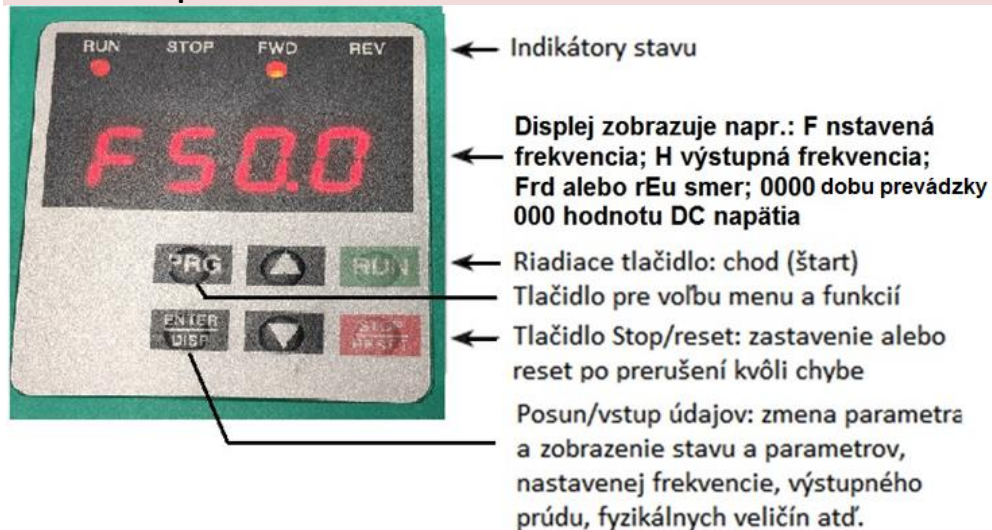 RUN STOP FWD REV
F50.0
PRG RUN
ENTER STOP
DISP RESET
Indikátory stavu
Displej zobrazuje napr.: F nstavená
frekvencia; H výstupná frekvencia;
Frd alebo rEu smer; 0000 dobu prevádzky
000 hodnotu DC napätia
Riadiace tlačidlo: chod (štart)
Tlačidlo pre voľbu menu a funkcií
Tlačidlo Stop/reset: zastavenie alebo
reset po prerušení kvôli chybe
Posun/vstup údajov: zmena parametra
a zobrazenie stavu a parametrov,
nastavenej frekvencie, výstupného
prúdu, fyzikálnych veličín atď.